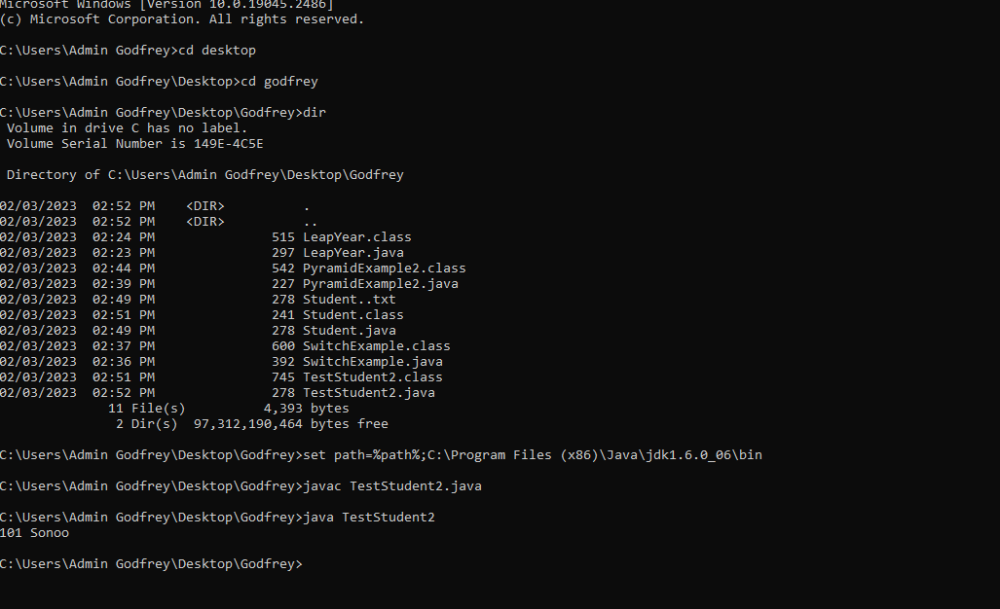 Microsoft Windows [Version 10.0.19045.2486]
(c) Microsoft Corporation. All rights reserved.
C:\Users\Admin Godfrey>cd desktop
C:\Users\Admin Godfrey\Desktop>cd godfrey
C:\Users\Admin Godfrey\Desktop\Godfrey>dir
 Volume in drive C has no label.
 Volume Serial Number is 149E-4C5E
 Directory of C:\Users\Admin Godfrey\Desktop\Godfrey
02/03/2023  02:52 PM    <DIR>          .
02/03/2023  02:52 PM    <DIR>          ..
02/03/2023  02:24 PM               515 LeapYear.class
02/03/2023  02:23 PM               297 LeapYear.java
02/03/2023  02:44 PM               542 PyramidExample2.class
02/03/2023  02:39 PM               227 PyramidExample2.java
02/03/2023  02:49 PM               278 Student..txt
02/03/2023  02:51 PM               241 Student.class
02/03/2023  02:49 PM               278 Student.java
02/03/2023  02:37 PM               600 SwitchExample.class
02/03/2023  02:36 PM               392 SwitchExample.java
02/03/2023  02:51 PM               745 TestStudent2.class
02/03/2023  02:52 PM               278 TestStudent2.java
              11 File(s)          4,393 bytes
               2 Dir(s)  97,312,190,464 bytes free
C:\Users\Admin Godfrey\Desktop\Godfrey>set path=%path%;C:\Program Files (x86)\Java\jdk1.6.0_06\bin
C:\Users\Admin Godfrey\Desktop\Godfrey>javac TestStudent2.java
C:\Users\Admin Godfrey\Desktop\Godfrey>java TestStudent2
101 Sonoo
C:\Users\Admin Godfrey\Desktop\Godfrey>